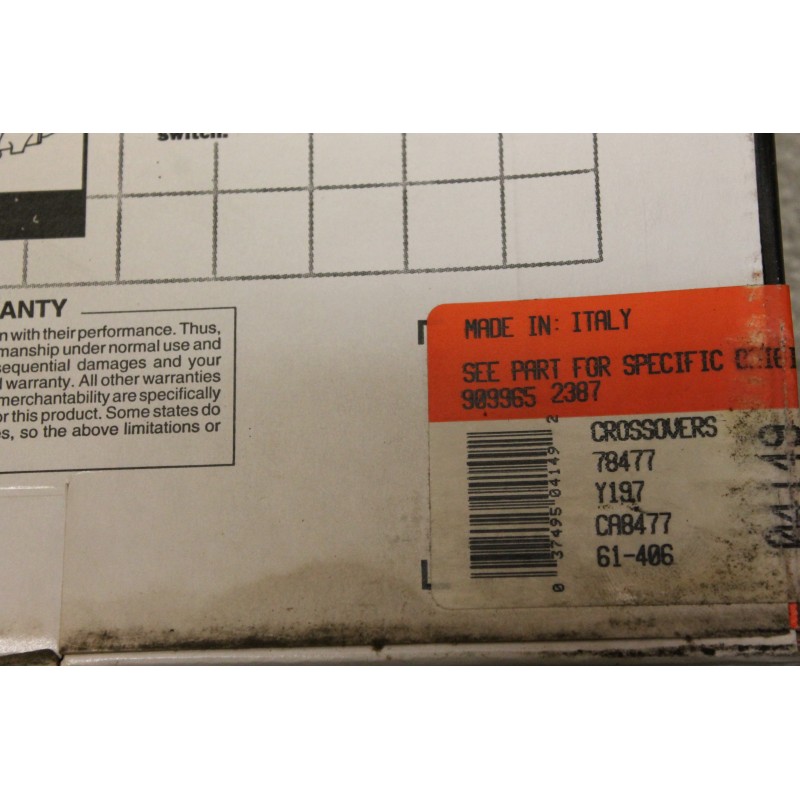 switch.
ANTY
n with their performance. Thus,
manship under normal use and
sequential damages and your
warranty. All other warranties
merchantability are specifically
or this product. Some states do
es, so the above limitations or
MADE IN: ITALY
SEE PART FOR SPECIFIC
909965 2387
CROSSOVERS
78477
Y197
CA8477
61-406
0 37495 04149 2
04149